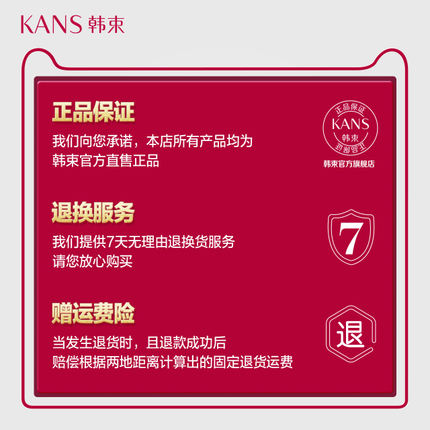 KANS 韩束
正品保证
我们向您承诺，本店所有产品均为
韩束官方直售正品
正品保证
KANS
韩束
正品保证
韩束官方旗舰店
退换服务
我们提供7天无理由退换货服务
请您放心购买
7
赠运费险
当发生退货时，且退款成功后
赔偿根据两地距离计算出的固定退货运费
退